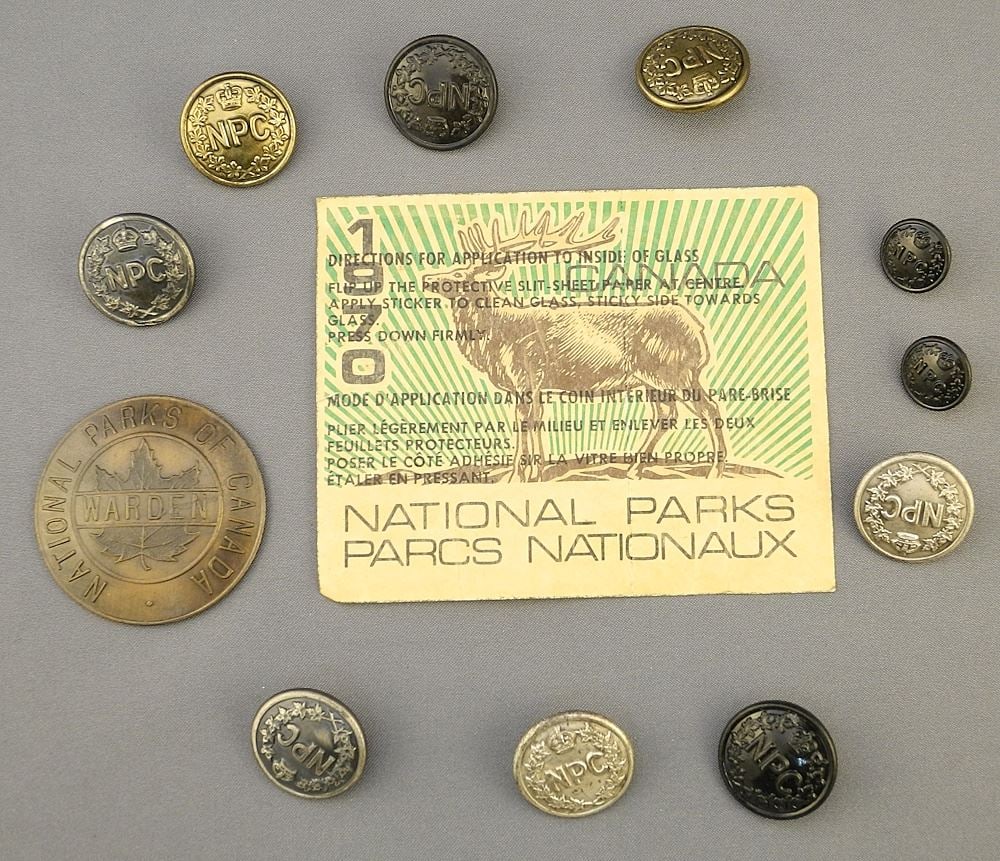 NPC
NPC
NPC
NPC
NPC
NPC
NPC
NPC
NPC
NPC
1970
CANADA
DIRECTIONS FOR APPLICATION TO INSIDE OF GLASS
FLIP UP THE PROTECTIVE SLIT-SHEET PAPER AT CENTRE.
APPLY STICKER TO CLEAN GLASS, STICKY SIDE TOWARDS
GLASS.
PRESS DOWN FIRMLY.
MODE D'APPLICATION DANS LE COIN INTÉRIEUR DU PARE-BRISE
PLIER LÉGÈREMENT PAR LE MILIEU ET ENLEVER LES DEUX
FEUILLETS PROTECTEURS.
POSER LE CÔTÉ ADHÉSIF SUR LA VITRE BIEN PROPRE
ÉTALER EN PRESSANT.
NATIONAL PARKS
PARCS NATIONAUX
NATIONAL PARKS OF CANADA
WARDEN